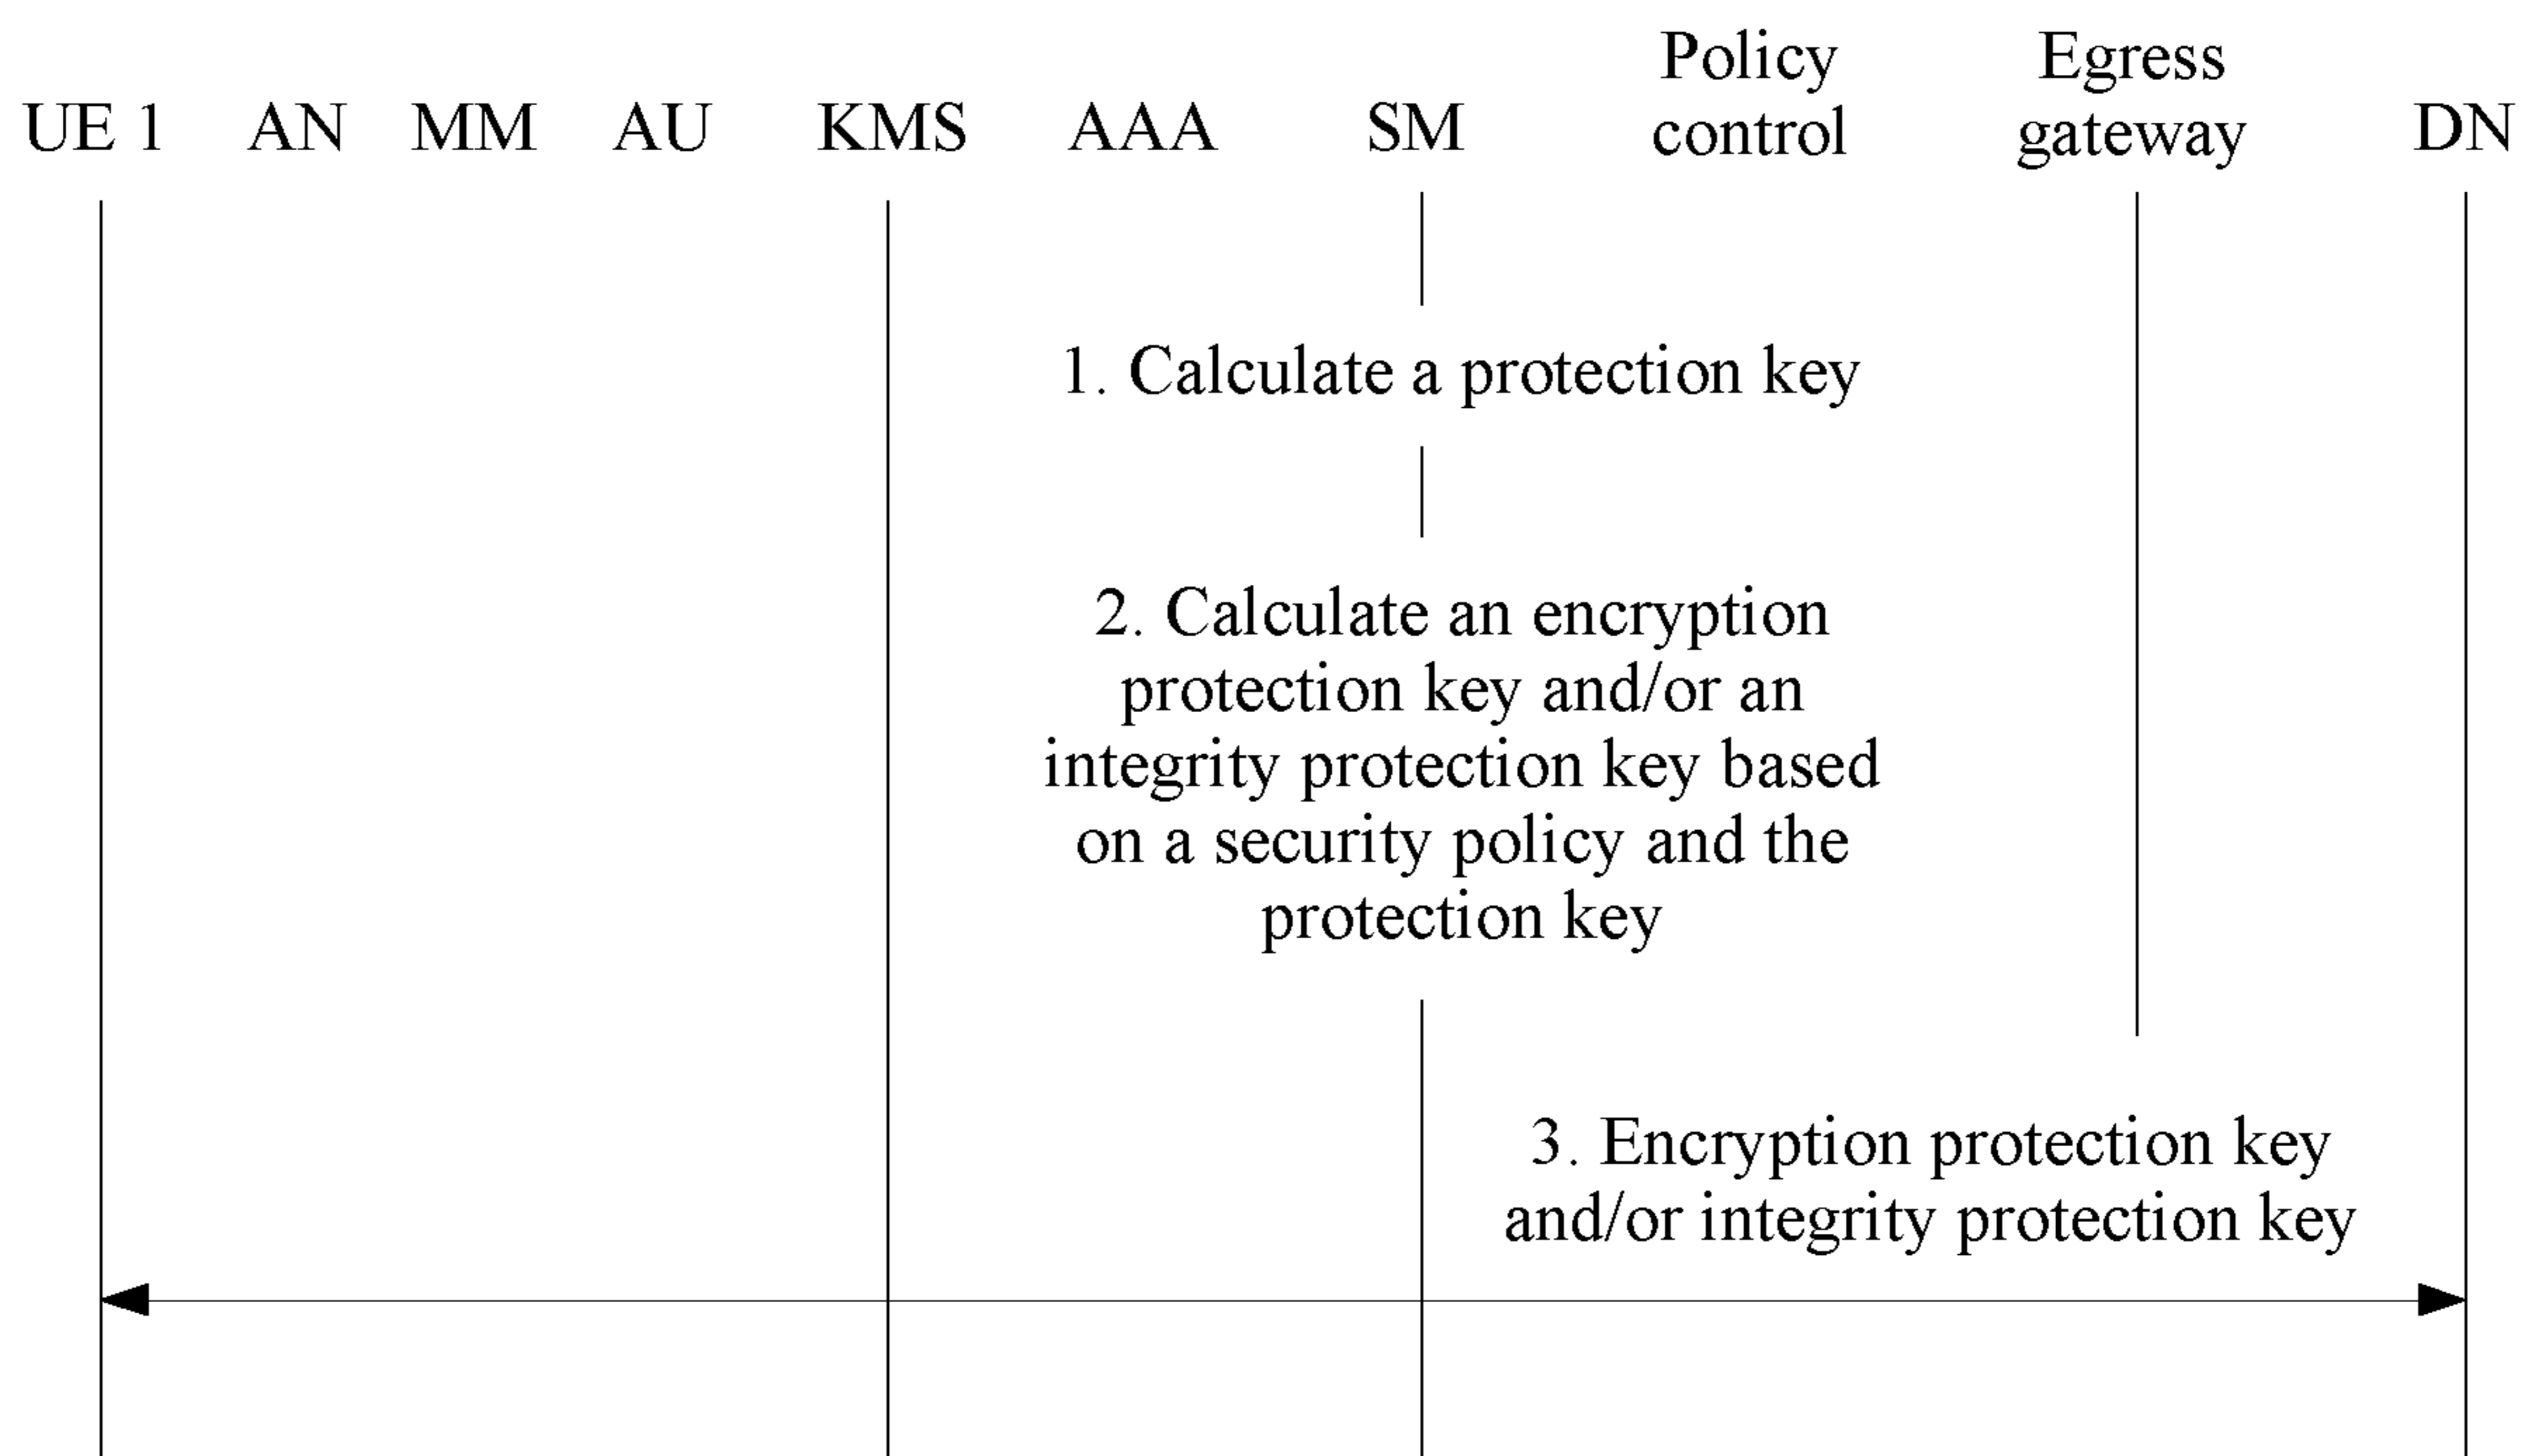 UE 1 AN MM AU KMS AAA SM Policy control Egress gateway DN
1. Calculate a protection key
2. Calculate an encryption
protection key and/or an
integrity protection key based
on a security policy and the
protection key
3. Encryption protection key
and/or integrity protection key